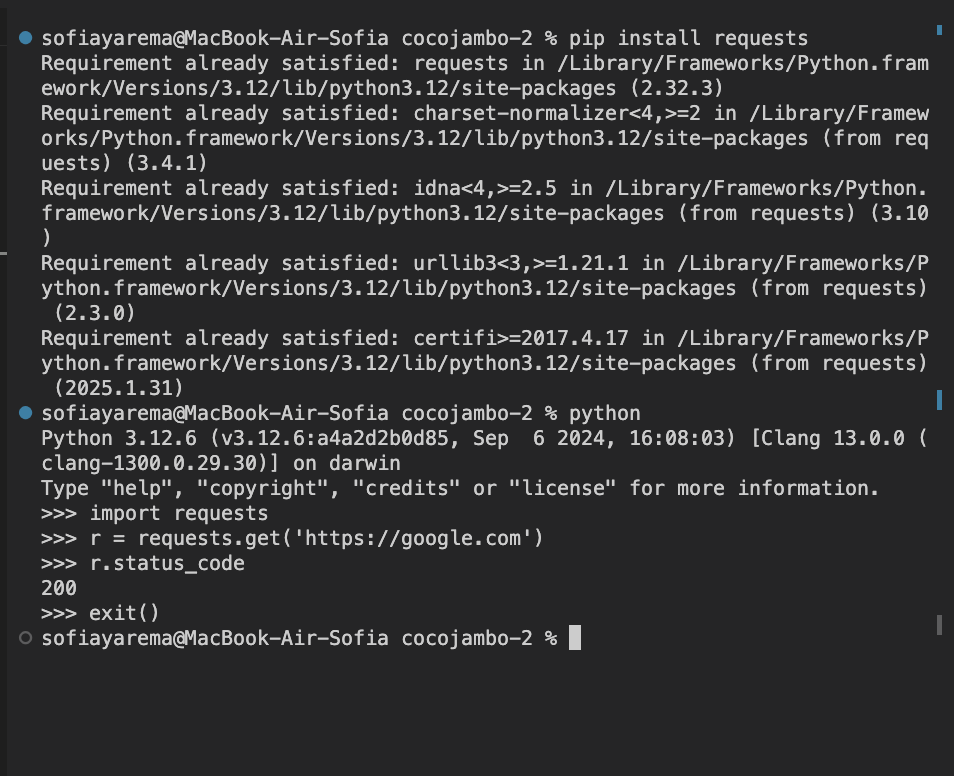 sofiayarema@MacBook-Air-Sofia cocojambo-2 % pip install requests
Requirement already satisfied: requests in /Library/Frameworks/Python.fram
ework/Versions/3.12/lib/python3.12/site-packages (2.32.3)
Requirement already satisfied: charset-normalizer<4,>=2 in /Library/Framew
orks/Python.framework/Versions/3.12/lib/python3.12/site-packages (from req
uests) (3.4.1)
Requirement already satisfied: idna<4,>=2.5 in /Library/Frameworks/Python.
framework/Versions/3.12/lib/python3.12/site-packages (from requests) (3.10
)
Requirement already satisfied: urllib3<3,>=1.21.1 in /Library/Frameworks/P
ython.framework/Versions/3.12/lib/python3.12/site-packages (from requests)
 (2.3.0)
Requirement already satisfied: certifi>=2017.4.17 in /Library/Frameworks/P
ython.framework/Versions/3.12/lib/python3.12/site-packages (from requests)
 (2025.1.31)
sofiayarema@MacBook-Air-Sofia cocojambo-2 % python
Python 3.12.6 (v3.12.6:a4a2d2b0d85, Sep  6 2024, 16:08:03) [Clang 13.0.0 (
clang-1300.0.29.30)] on darwin
Type "help", "copyright", "credits" or "license" for more information.
>>> import requests
>>> r = requests.get('https://google.com')
>>> r.status_code
200
>>> exit()
sofiayarema@MacBook-Air-Sofia cocojambo-2 %